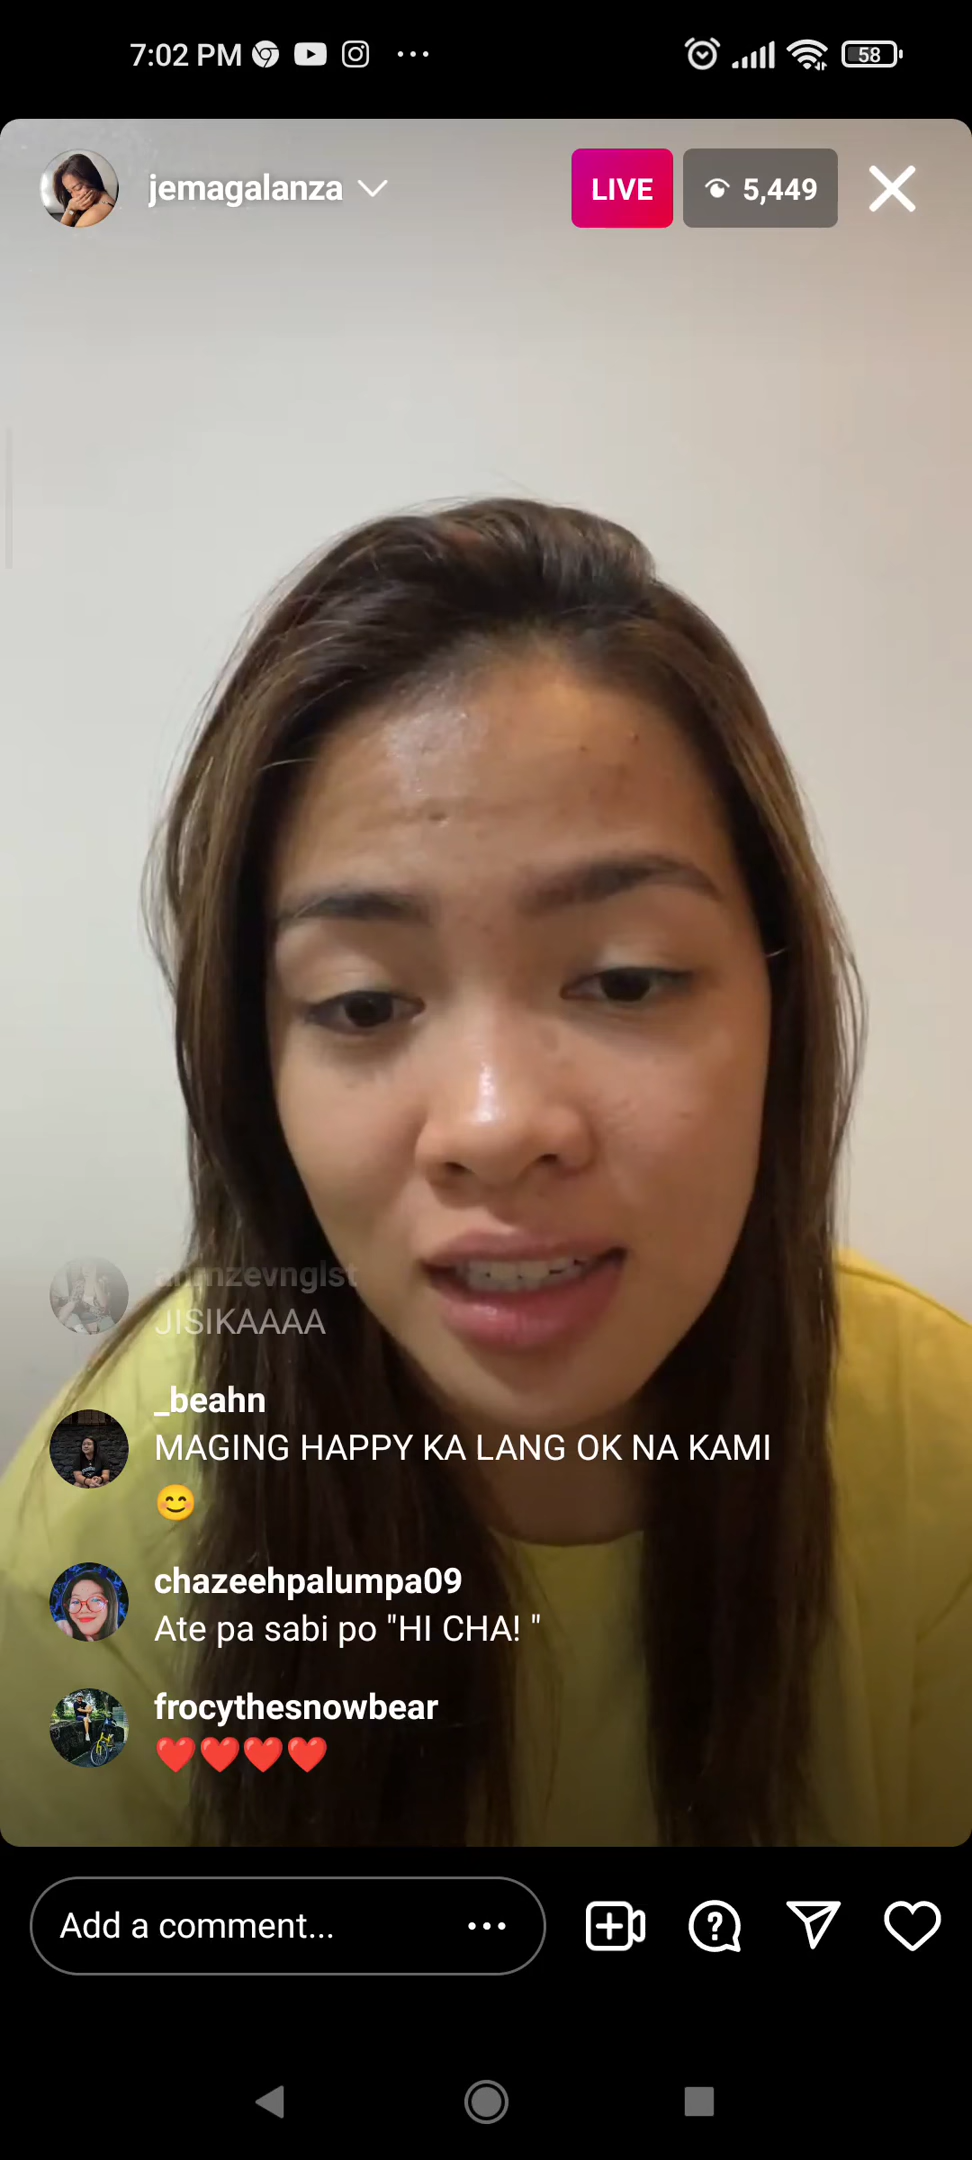 7:02 PM
58
jemagalanza
LIVE
5,449
JISIKAAAA
_beahn
MAGING HAPPY KA LANG OK NA KAMI
😊
chazeehpalumpa09
Ate pa sabi po "HI CHA! "
frocythesnowbear
❤️❤️❤️❤️
Add a comment...